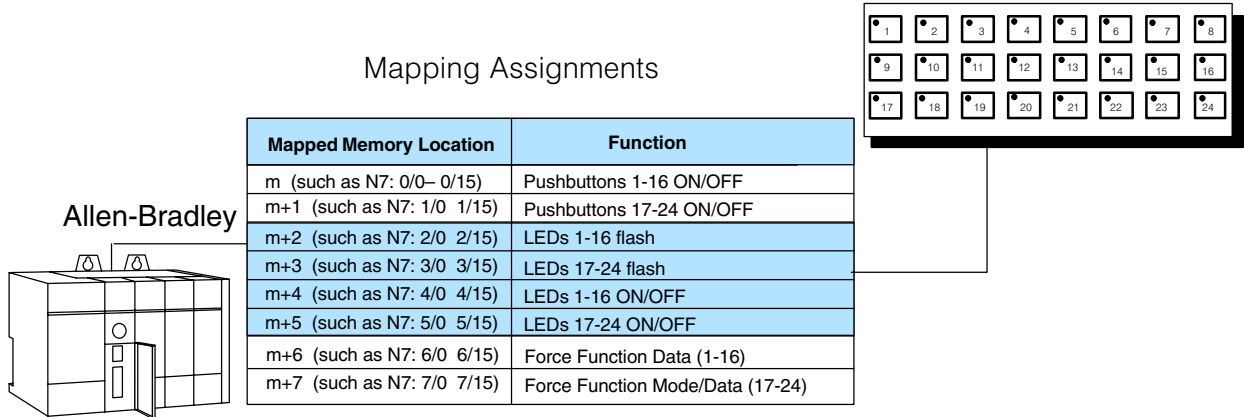 1 2 3 4 5 6 7 8
9 10 11 12 13 14 15 16
17 18 19 20 21 22 23 24
Mapping Assignments
Mapped Memory Location Function
m (such as N7: 0/0– 0/15) Pushbuttons 1-16 ON/OFF
m+1 (such as N7: 1/0 1/15) Pushbuttons 17-24 ON/OFF
m+2 (such as N7: 2/0 2/15) LEDs 1-16 flash
m+3 (such as N7: 3/0 3/15) LEDs 17-24 flash
m+4 (such as N7: 4/0 4/15) LEDs 1-16 ON/OFF
m+5 (such as N7: 5/0 5/15) LEDs 17-24 ON/OFF
m+6 (such as N7: 6/0 6/15) Force Function Data (1-16)
m+7 (such as N7: 7/0 7/15) Force Function Mode/Data (17-24)
Allen-Bradley